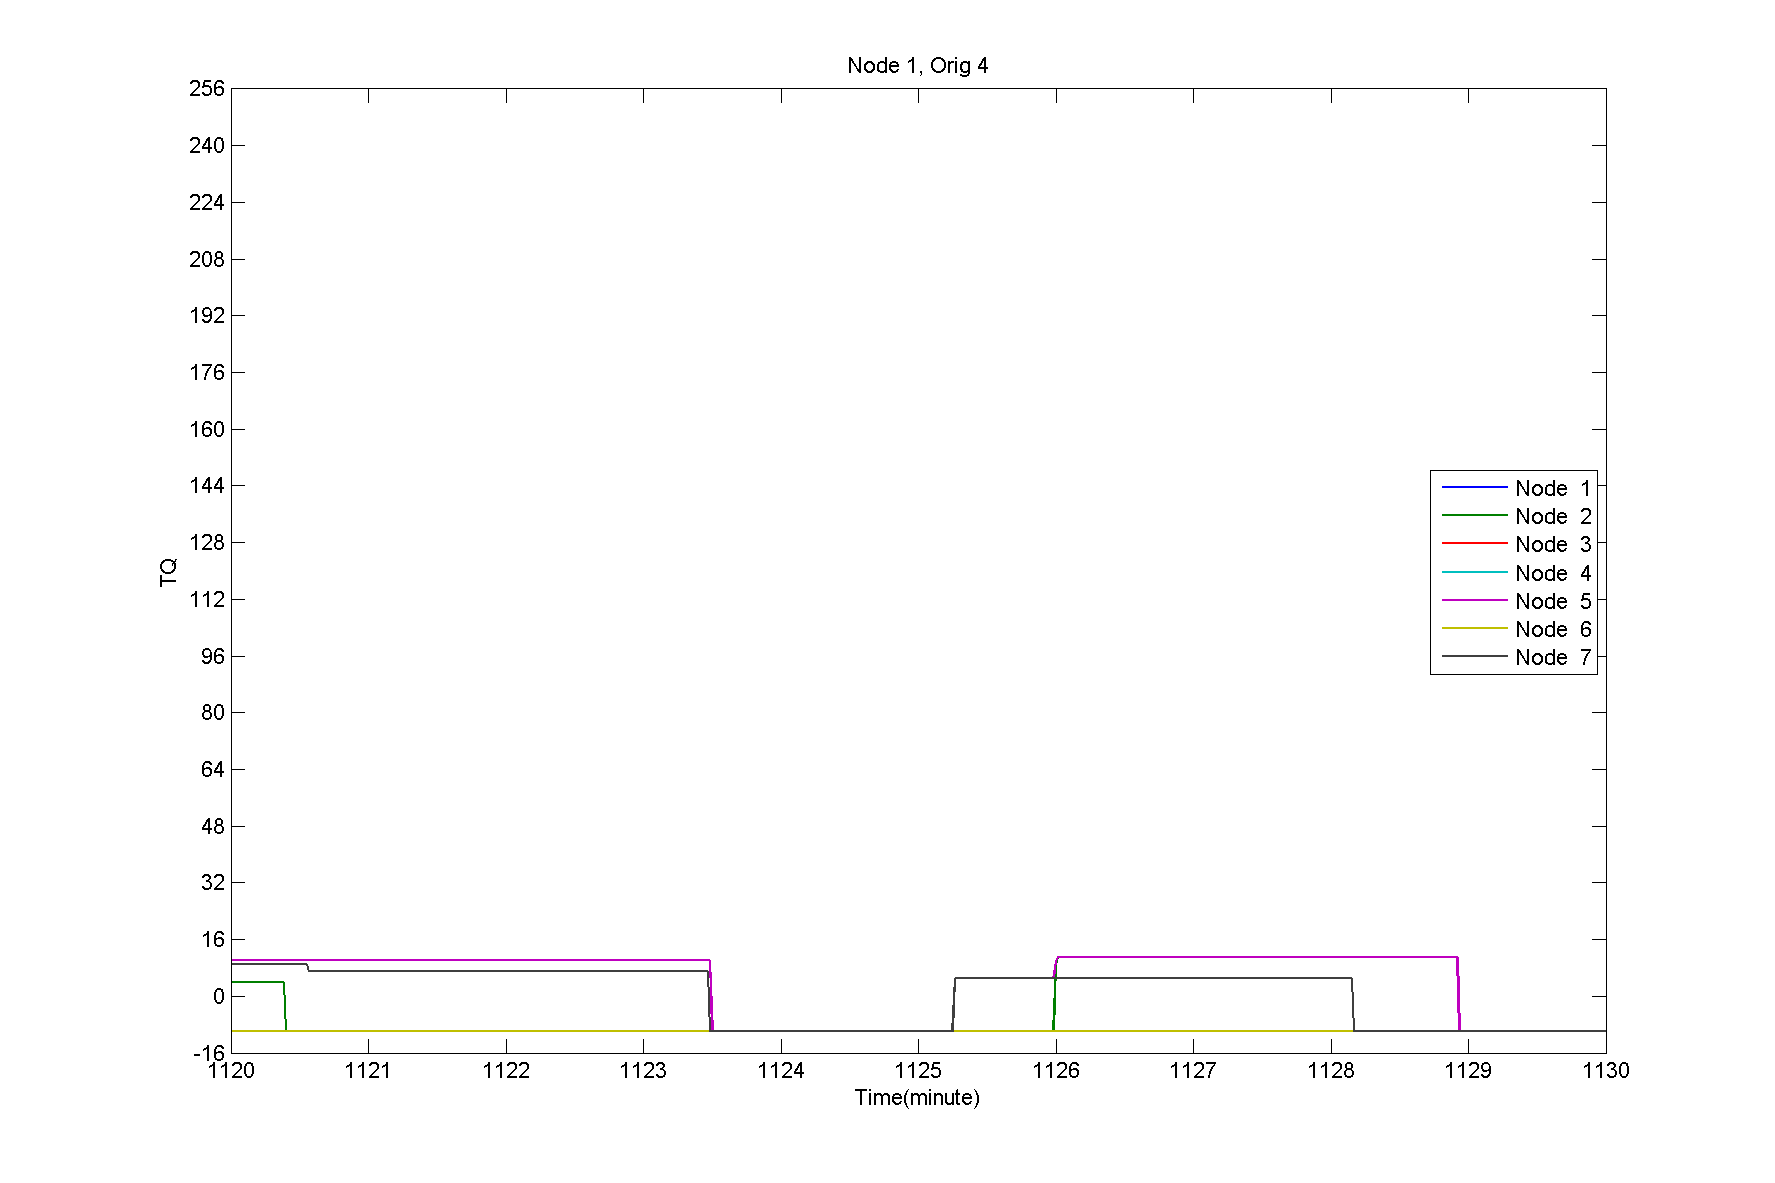 Node 1, Orig 4
256
240
224
208
192
176
160
144
128
112
96
80
64
48
32
16
0
-16
TQ
Node 1
Node 2
Node 3
Node 4
Node 5
Node 6
Node 7
1120 1121 1122 1123 1124 1125 1126 1127 1128 1129 1130
Time(minute)